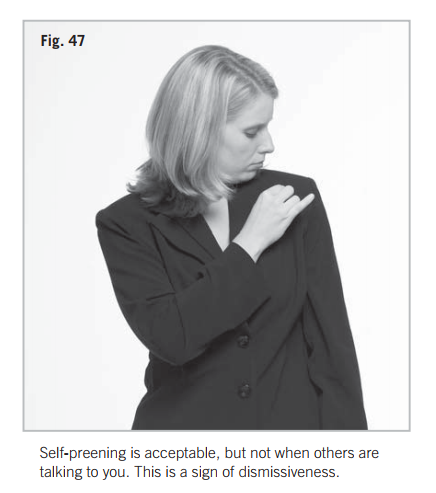 Fig. 47
Self-preening is acceptable, but not when others are
talking to you. This is a sign of dismissiveness.